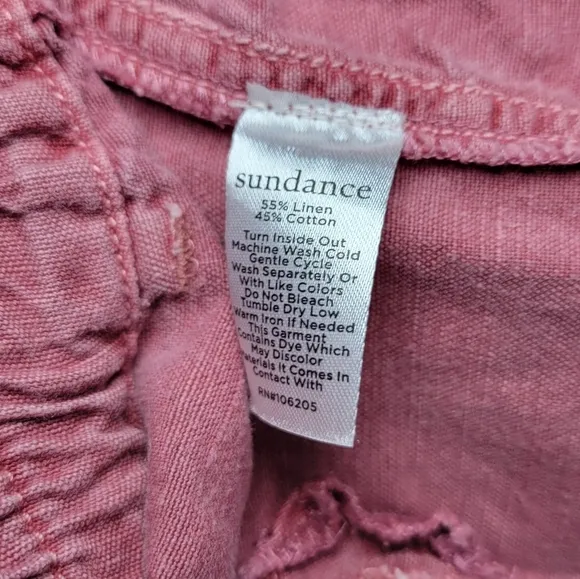 sundance
55% Linen
45% Cotton
Turn Inside Out
Machine Wash Cold
Gentle Cycle
Wash Separately Or
With Like Colors
Do Not Bleach
Tumble Dry Low
Warm Iron If Needed
This Garment
Contains Dye Which
May Discolor
Materials It Comes In
Contact With
RN#106205